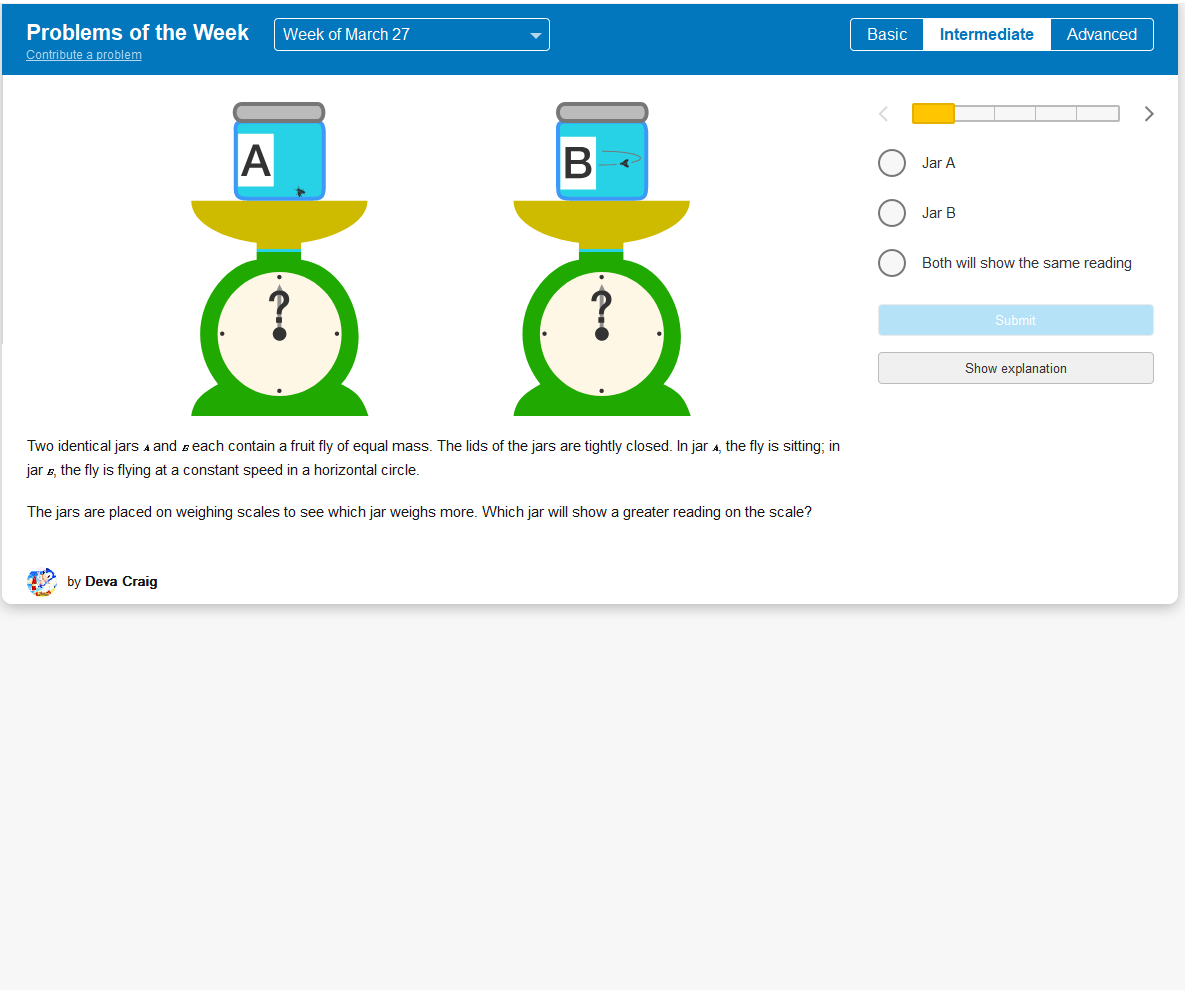 Problems of the Week
Contribute a problem
Week of March 27
Basic
Intermediate
Advanced
A
B
?
?
Jar A
Jar B
Both will show the same reading
Submit
Show explanation
Two identical jars A and B each contain a fruit fly of equal mass. The lids of the jars are tightly closed. In jar A, the fly is sitting; in
jar B, the fly is flying at a constant speed in a horizontal circle.
The jars are placed on weighing scales to see which jar weighs more. Which jar will show a greater reading on the scale?
by Deva Craig